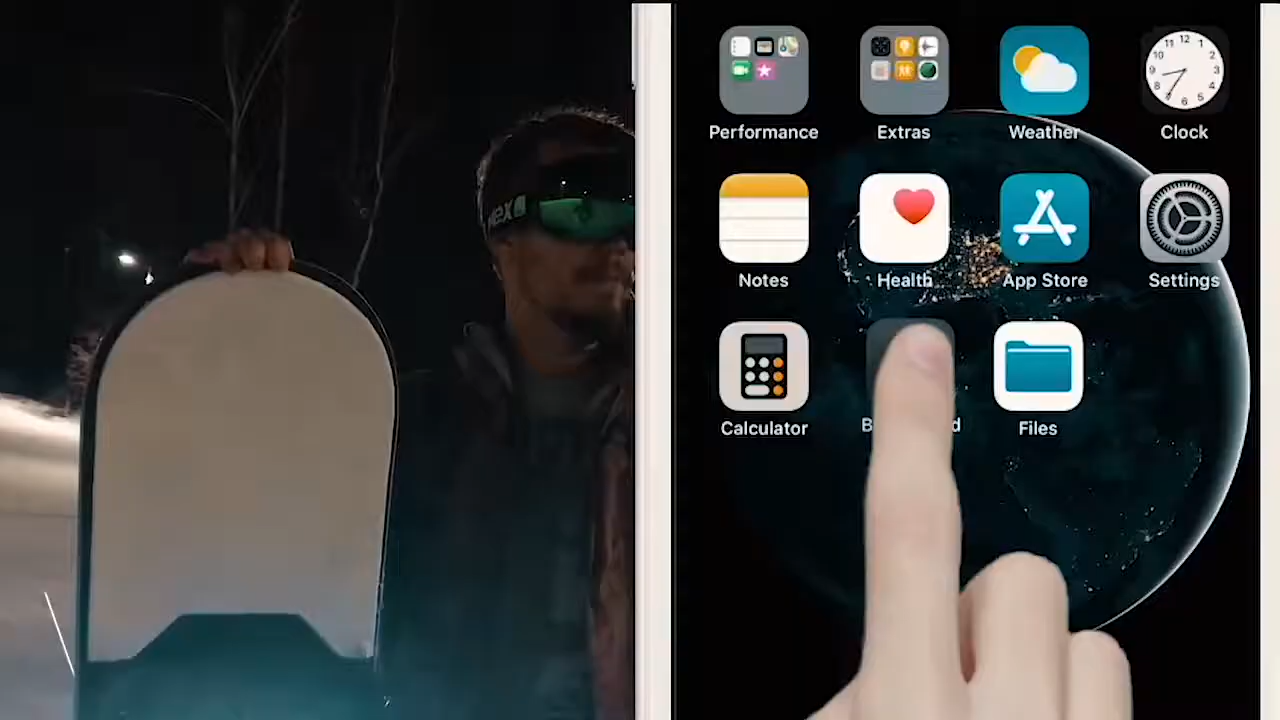 Performance
Extras
Weather
Clock
Notes
Health
App Store
Settings
Calculator
Files